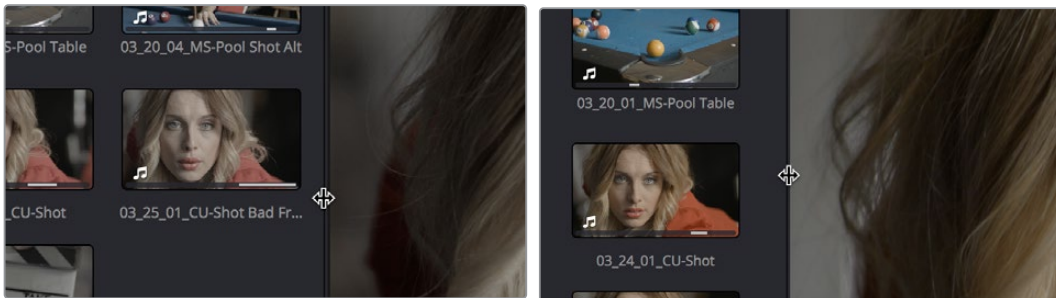 S-Pool Table
03_20_04_MS-Pool Shot Alt
_CU-Shot
03_25_01_CU-Shot Bad Fr...
03_20_01_MS-Pool Table
03_24_01_CU-Shot